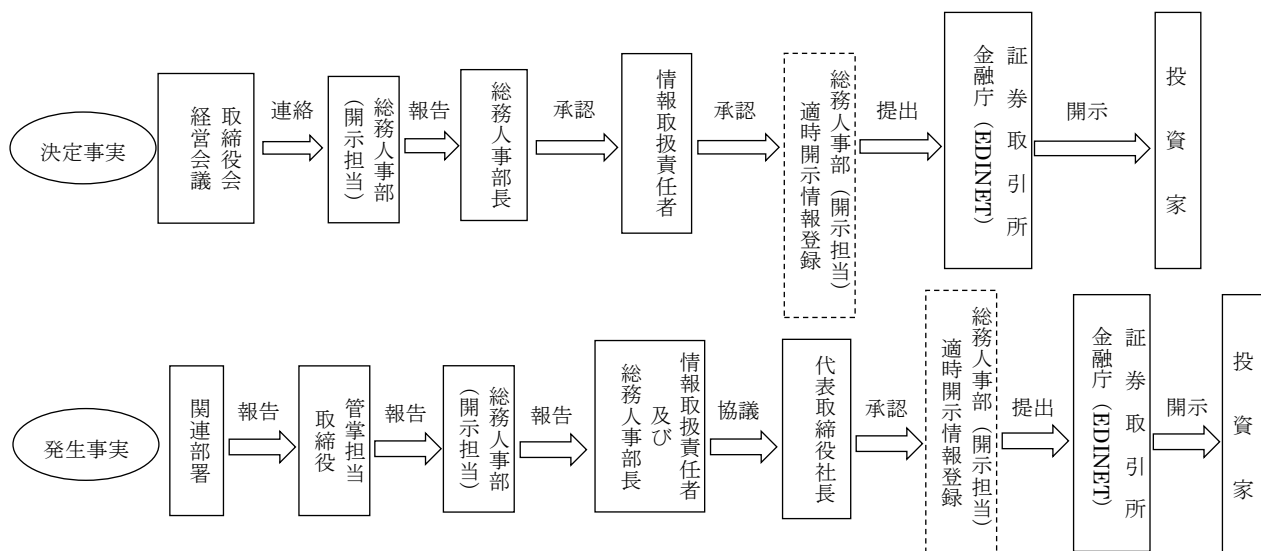 決定事実
取締役会
経営会議
連絡
総務人事部
(開示担当)
報告
総務人事部長
承認
情報取扱責任者
承認
総務人事部(開示担当)
適時開示情報登録
提出
証券取引所
金融庁(EDINET)
開示
投資家
発生事実
関連部署
報告
管掌担当
取締役
報告
総務人事部
(開示担当)
報告
情報取扱責任者
及び
総務人事部長
協議
代表取締役社長
承認
総務人事部(開示担当)
適時開示情報登録
提出
証券取引所
金融庁(EDINET)
開示
投資家